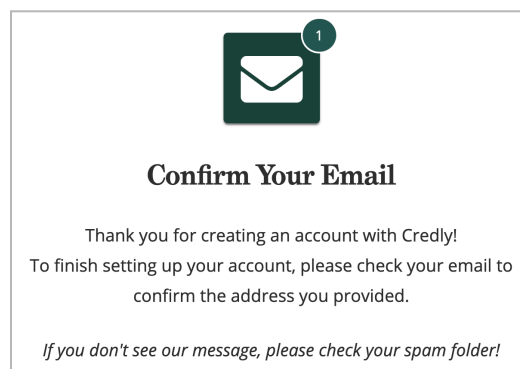 1
Confirm Your Email
Thank you for creating an account with Credly!
To finish setting up your account, please check your email to
confirm the address you provided.
If you don't see our message, please check your spam folder!